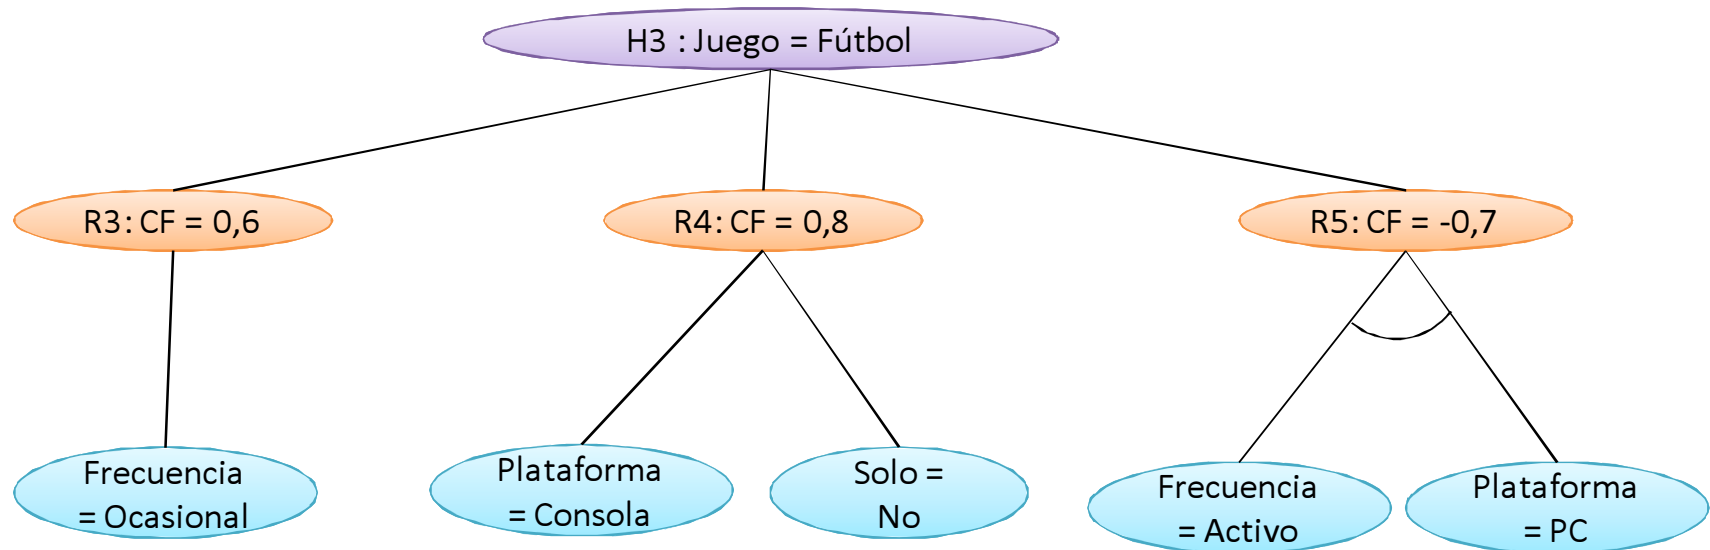 H3 : Juego = Fútbol
R3: CF = 0,6
R4: CF = 0,8
R5: CF = -0,7
Frecuencia
= Ocasional
Plataforma
= Consola
Solo =
No
Frecuencia
= Activo
Plataforma
= PC